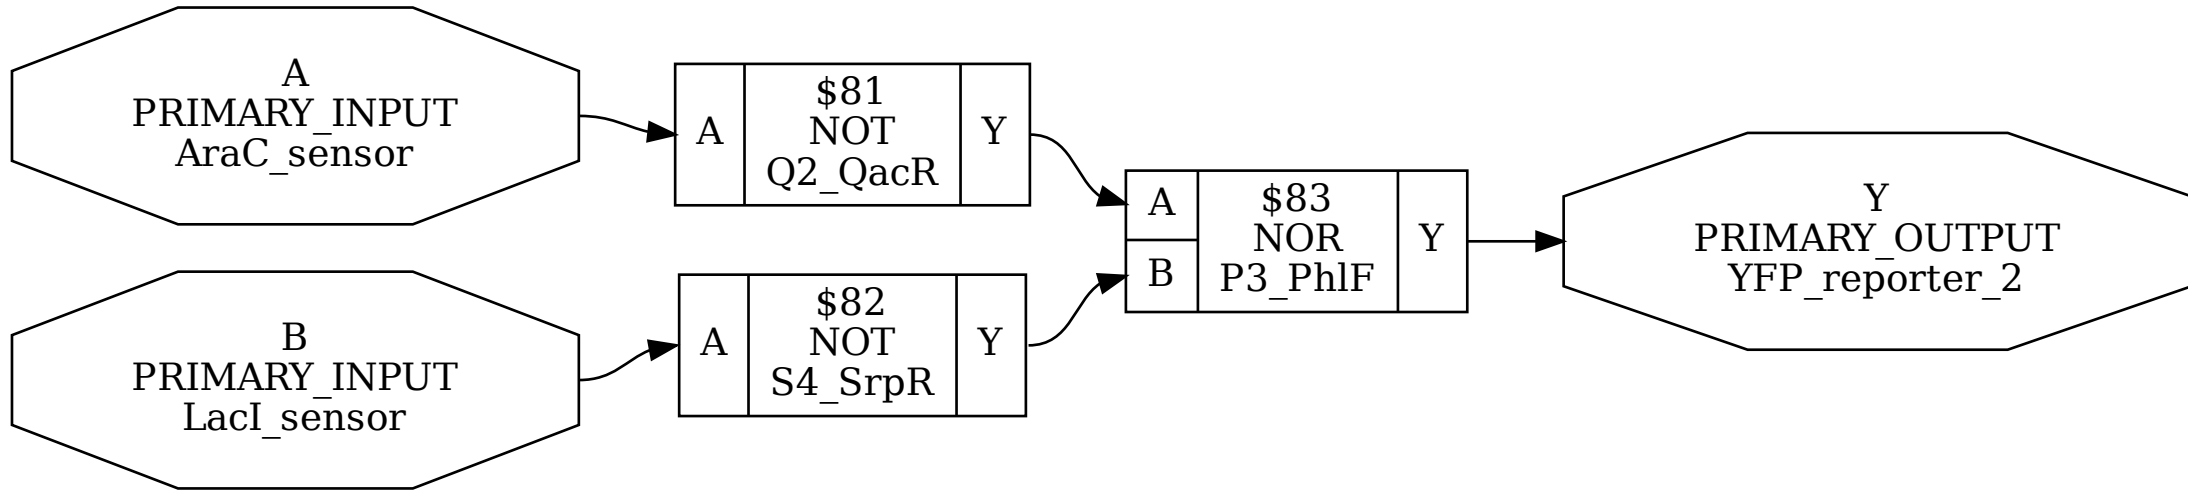 A
PRIMARY_INPUT
AraC_sensor
A
$81
NOT
Q2_QacR
Y
B
PRIMARY_INPUT
LacI_sensor
A
$82
NOT
S4_SrpR
Y
A
B
$83
NOR
P3_PhlF
Y
Y
PRIMARY_OUTPUT
YFP_reporter_2